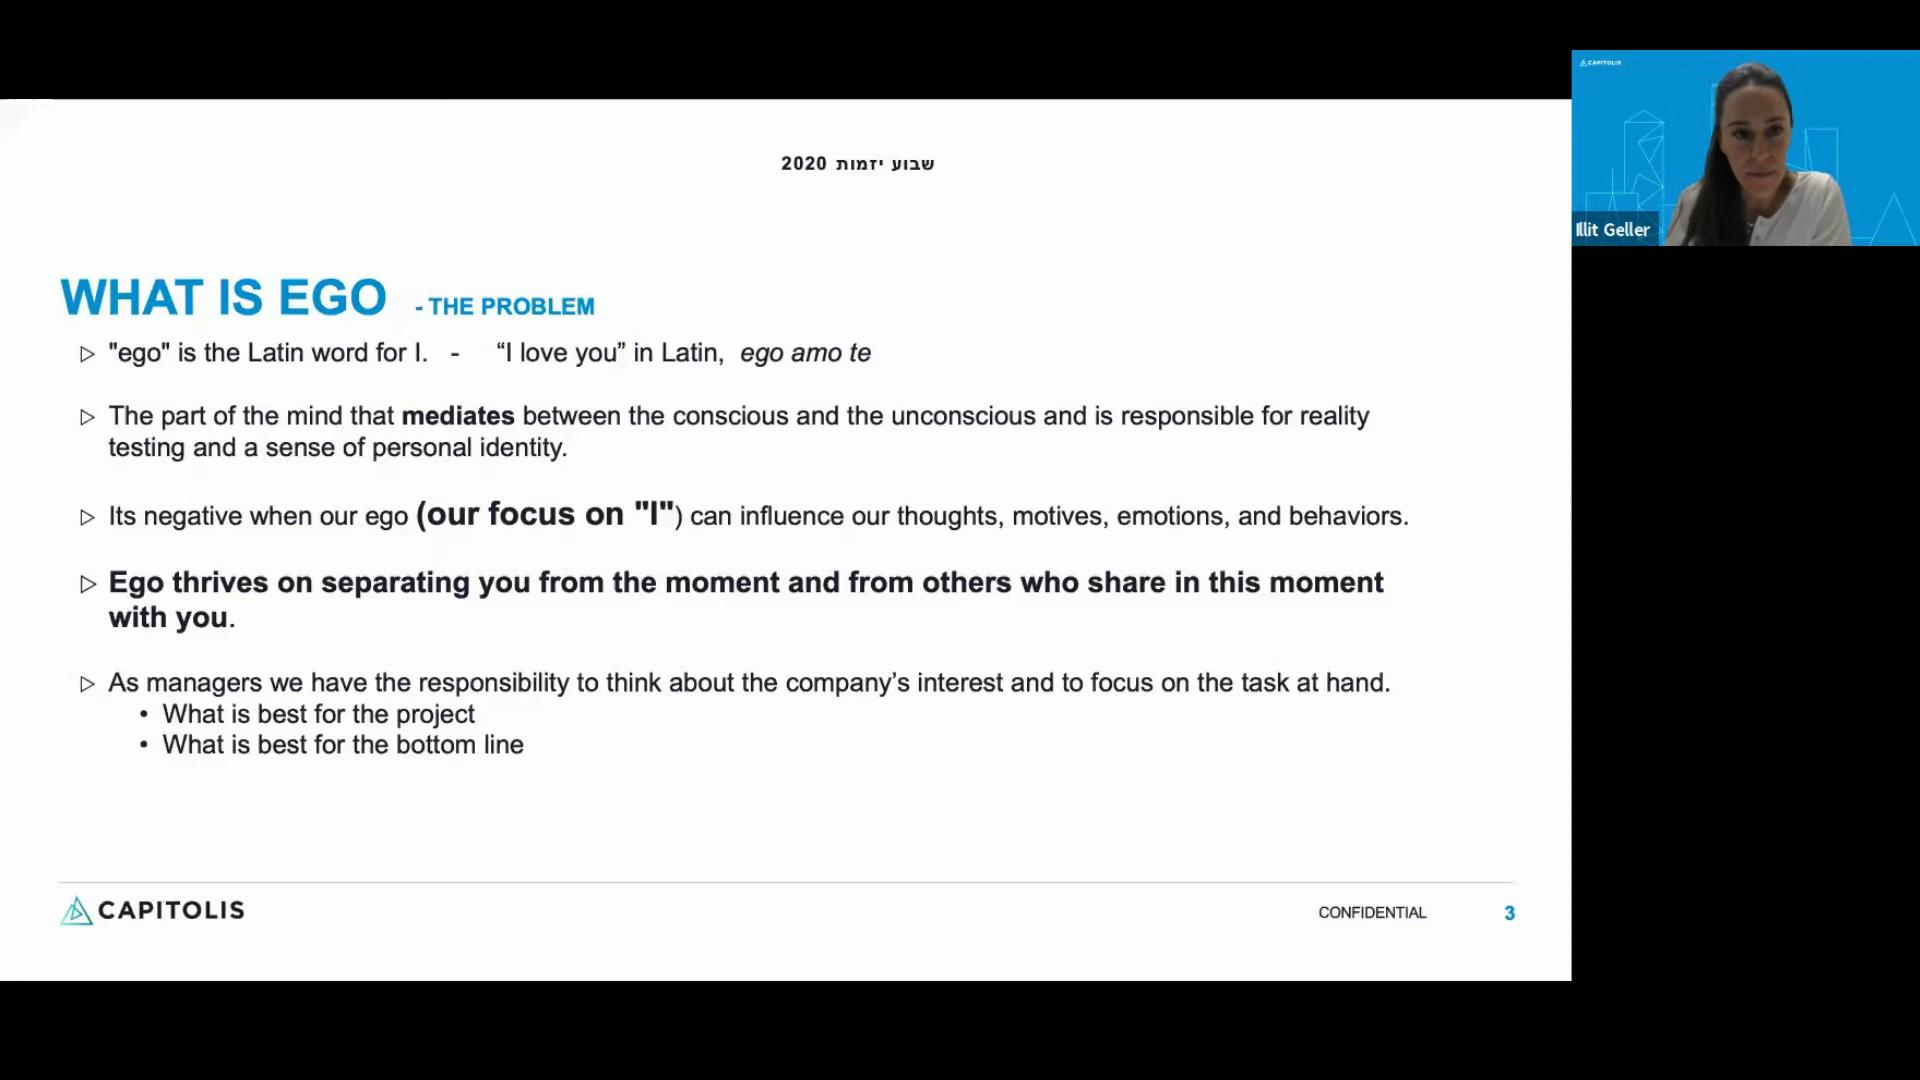 שבוע יזמות 2020
CAPITOLIS
Illit Geller
WHAT IS EGO - THE PROBLEM
"ego" is the Latin word for I. - “I love you” in Latin, ego amo te
The part of the mind that mediates between the conscious and the unconscious and is responsible for reality
testing and a sense of personal identity.
Its negative when our ego (our focus on "I") can influence our thoughts, motives, emotions, and behaviors.
Ego thrives on separating you from the moment and from others who share in this moment
with you.
As managers we have the responsibility to think about the company’s interest and to focus on the task at hand.
• What is best for the project
• What is best for the bottom line
CAPITOLIS
CONFIDENTIAL 3